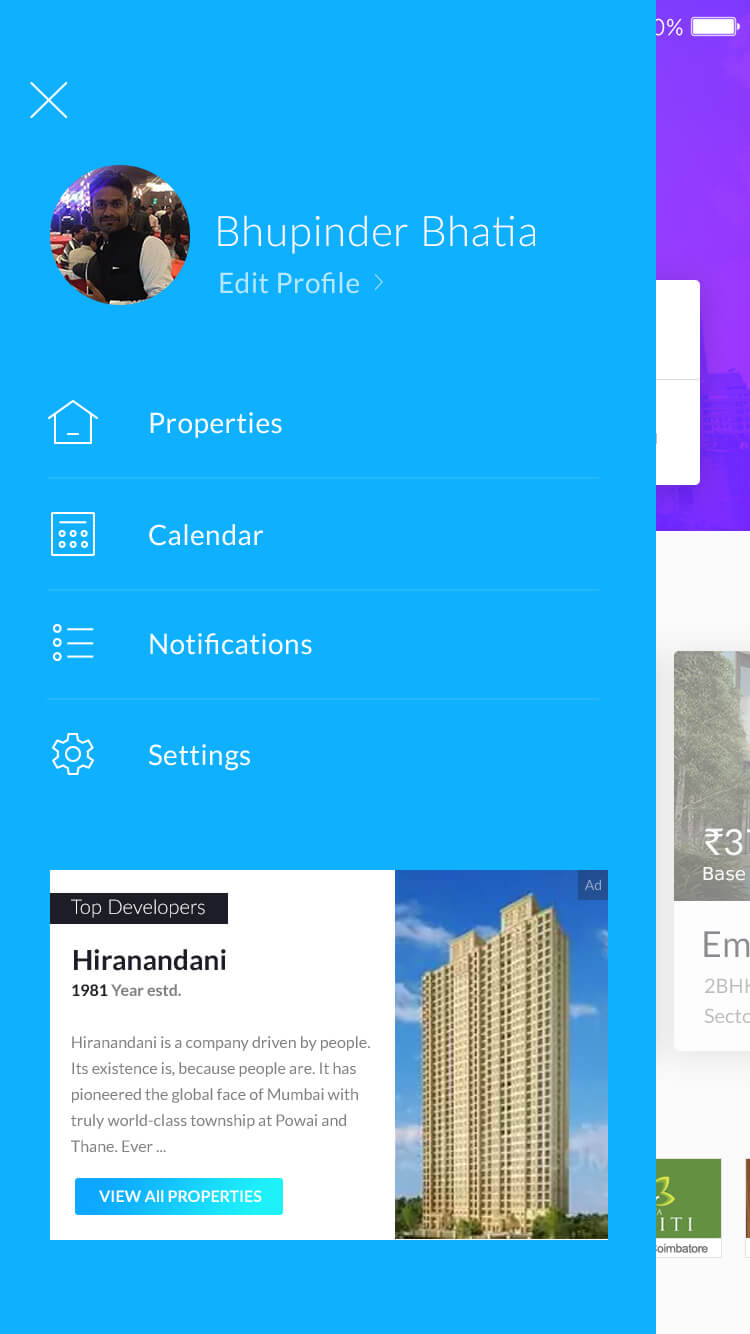 0%
Bhupinder Bhatia
Edit Profile
Properties
Calendar
Notifications
Settings
Ad
Top Developers
Hiranandani
1981 Year estd.
Hiranandani is a company driven by people.
Its existence is, because people are. It has
pioneered the global face of Mumbai with
truly world-class township at Powai and
Thane. Ever ...
VIEW All PROPERTIES
₹3
Base
Em
2BHK
Secto
ITI
oimbatore